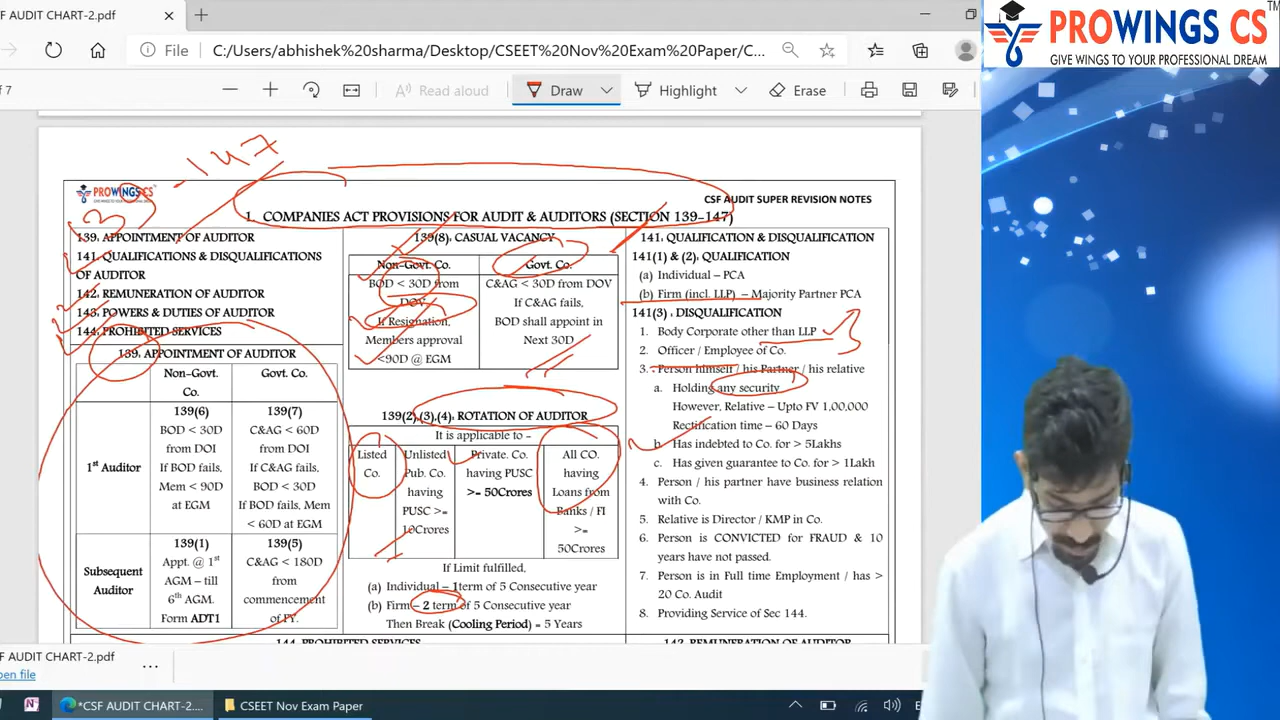 F AUDIT CHART-2.pdf
File
C:/Users/abhishek%20sharma/Desktop/CSEET%20Nov%20Exam%20Paper/C...
f 7
Read aloud
Draw
Highlight
Erase
PROWINGS CS
TM
GIVE WINGS TO YOUR PROFESSIONAL DREAM
-147
PROWINGS CS
CSF AUDIT SUPER REVISION NOTES
1. COMPANIES ACT PROVISIONS FOR AUDIT & AUDITORS (SECTION 139-147)
139. APPOINTMENT OF AUDITOR
141. QUALIFICATIONS & DISQUALIFICATIONS
OF AUDITOR
142. REMUNERATION OF AUDITOR
143. POWERS & DUTIES OF AUDITOR
144. PROHIBITED SERVICES
139. APPOINTMENT OF AUDITOR
Non-Govt.
Co.
Govt. Co.
1st Auditor
139(6)
BOD < 30D
from DOI
If BOD fails,
Mem < 90D
at EGM
139(7)
C&AG < 60D
from DOI
If C&AG fails,
BOD < 30D
If BOD fails, Mem
< 60D at EGM
Subsequent
Auditor
139(1)
Appt. @ 1st
AGM – till
6th AGM.
Form ADT1
139(5)
C&AG < 180D
from
commencement
of FY.
139(8). CASUAL VACANCY
Non-Govt. Co.
Govt. Co.
BOD < 30D from
DOV
If Resignation,
Members approval
<90D @ EGM
C&AG < 30D from DOV
If C&AG fails,
BOD shall appoint in
Next 30D
139(2),(3),(4). ROTATION OF AUDITOR
It is applicable to –
Listed
Co.
Unlisted
Pub. Co.
having
PUSC >=
10Crores
Private. Co.
having PUSC
>= 50Crores
All CO.
having
Loans from
Banks / FI
>=
50Crores
If Limit fulfilled,
(a) Individual – 1term of 5 Consecutive year
(b) Firm – 2 term of 5 Consecutive year
Then Break (Cooling Period) = 5 Years
141. QUALIFICATION & DISQUALIFICATION
141(1) & (2). QUALIFICATION
(a) Individual – PCA
(b) Firm (incl. LLP) – Majority Partner PCA
141(3) . DISQUALIFICATION
1. Body Corporate other than LLP
2. Officer / Employee of Co.
3. Person himself / his Partner / his relative
a. Holding any security
However, Relative – Upto FV 1,00,000
Rectification time – 60 Days
b. Has indebted to Co. for > 5Lakhs
c. Has given guarantee to Co. for > 1Lakh
4. Person / his partner have business relation
with Co.
5. Relative is Director / KMP in Co.
6. Person is CONVICTED for FRAUD & 10
years have not passed.
7. Person is in Full time Employment / has >
20 Co. Audit
8. Providing Service of Sec 144.
144. PROHIBITED SERVICES
142. REMUNERATION OF AUDITOR
F AUDIT CHART-2.pdf
pen file
*CSF AUDIT CHART-2....
CSEET Nov Exam Paper